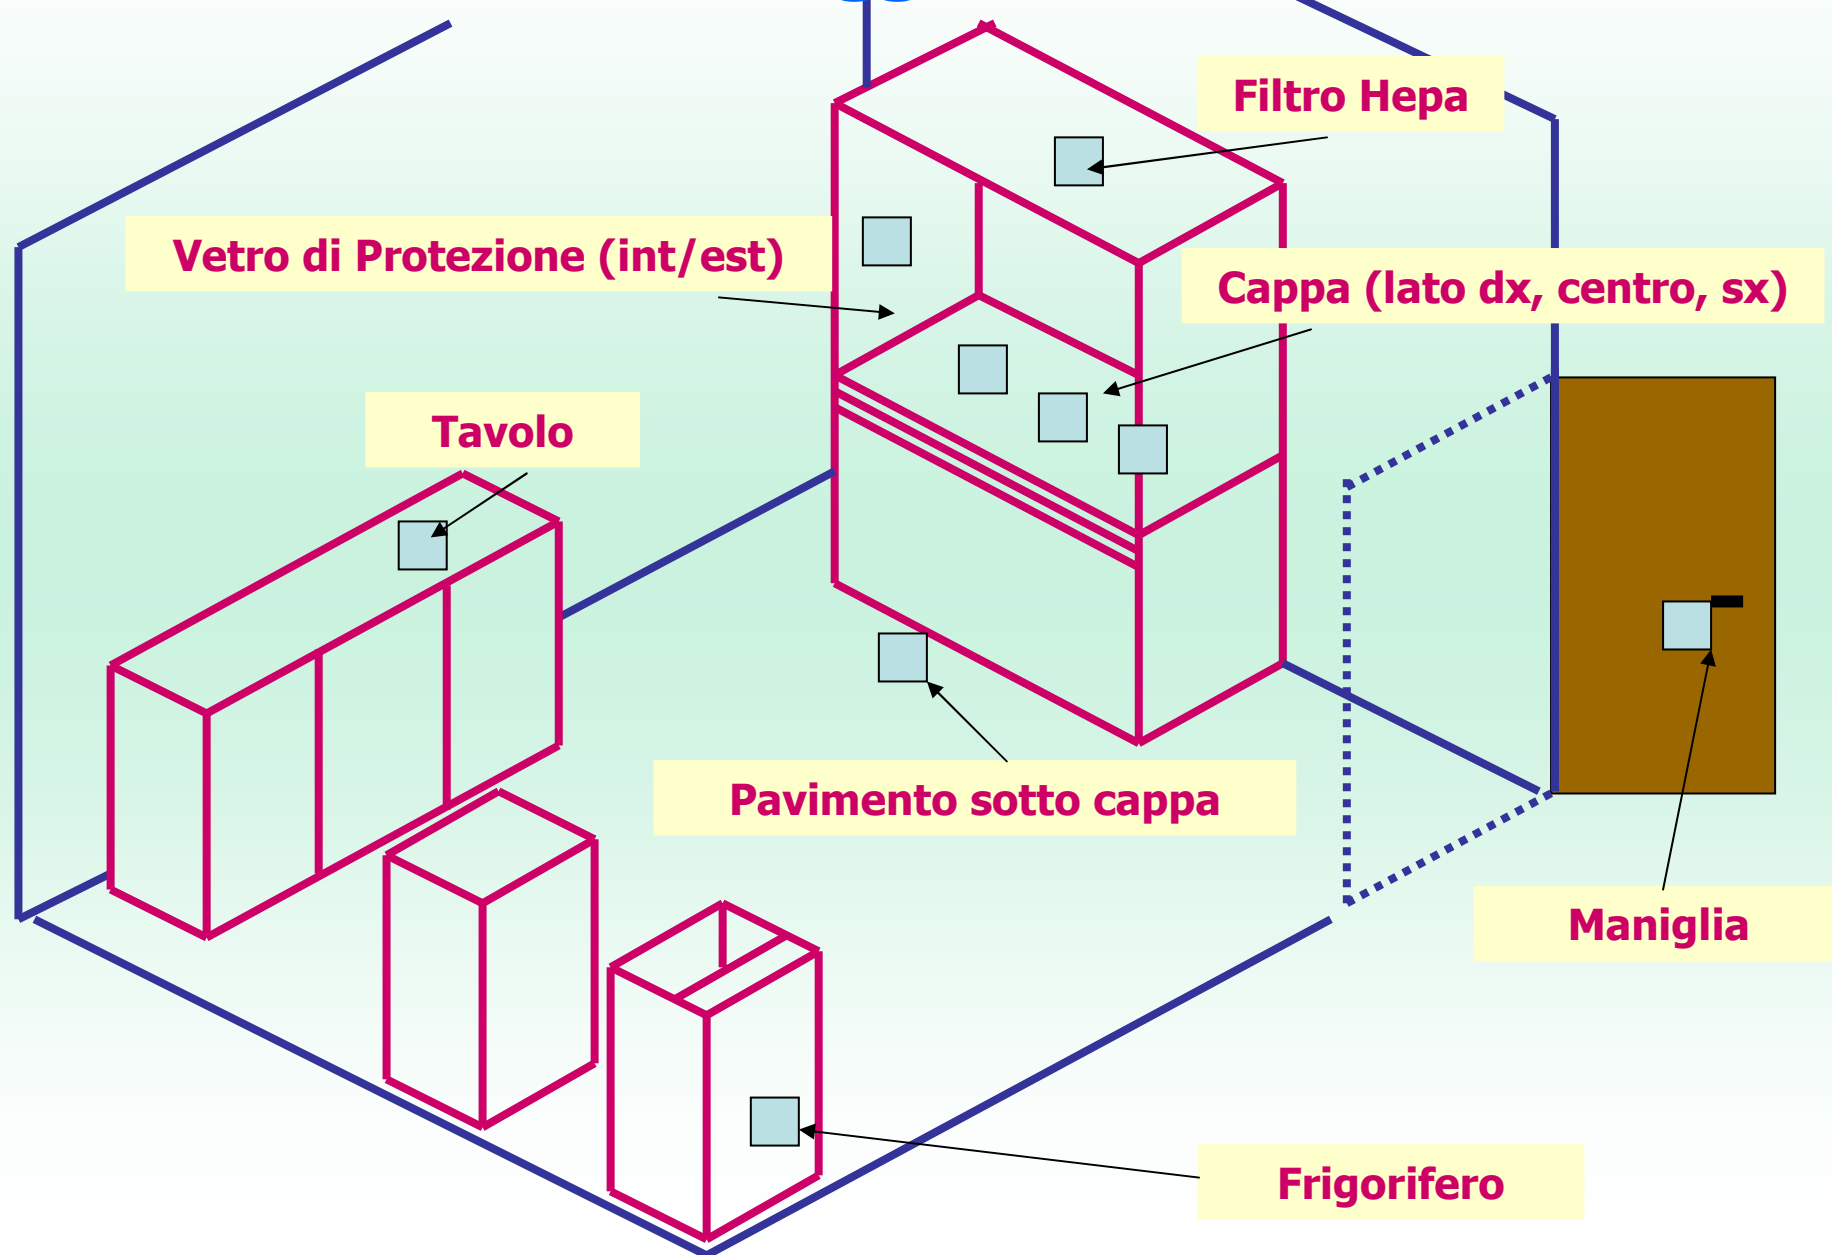 Filtro Hepa
Vetro di Protezione (int/est)
Cappa (lato dx, centro, sx)
Tavolo
Pavimento sotto cappa
Maniglia
Frigorifero